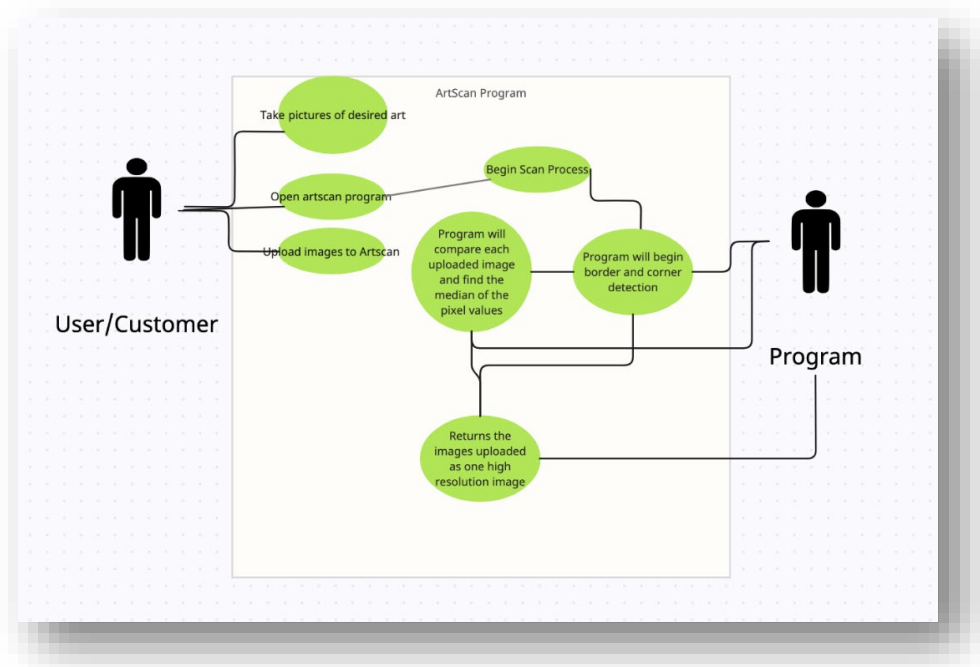 ArtScan Program
Take pictures of desired art
Open artscan program
Upload images to Artscan
Begin Scan Process
Program will
compare each
uploaded image
and find the
median of the
pixel values
Program will begin
border and corner
detection
User/Customer
Program
Returns the
images uploaded
as one high
resolution image